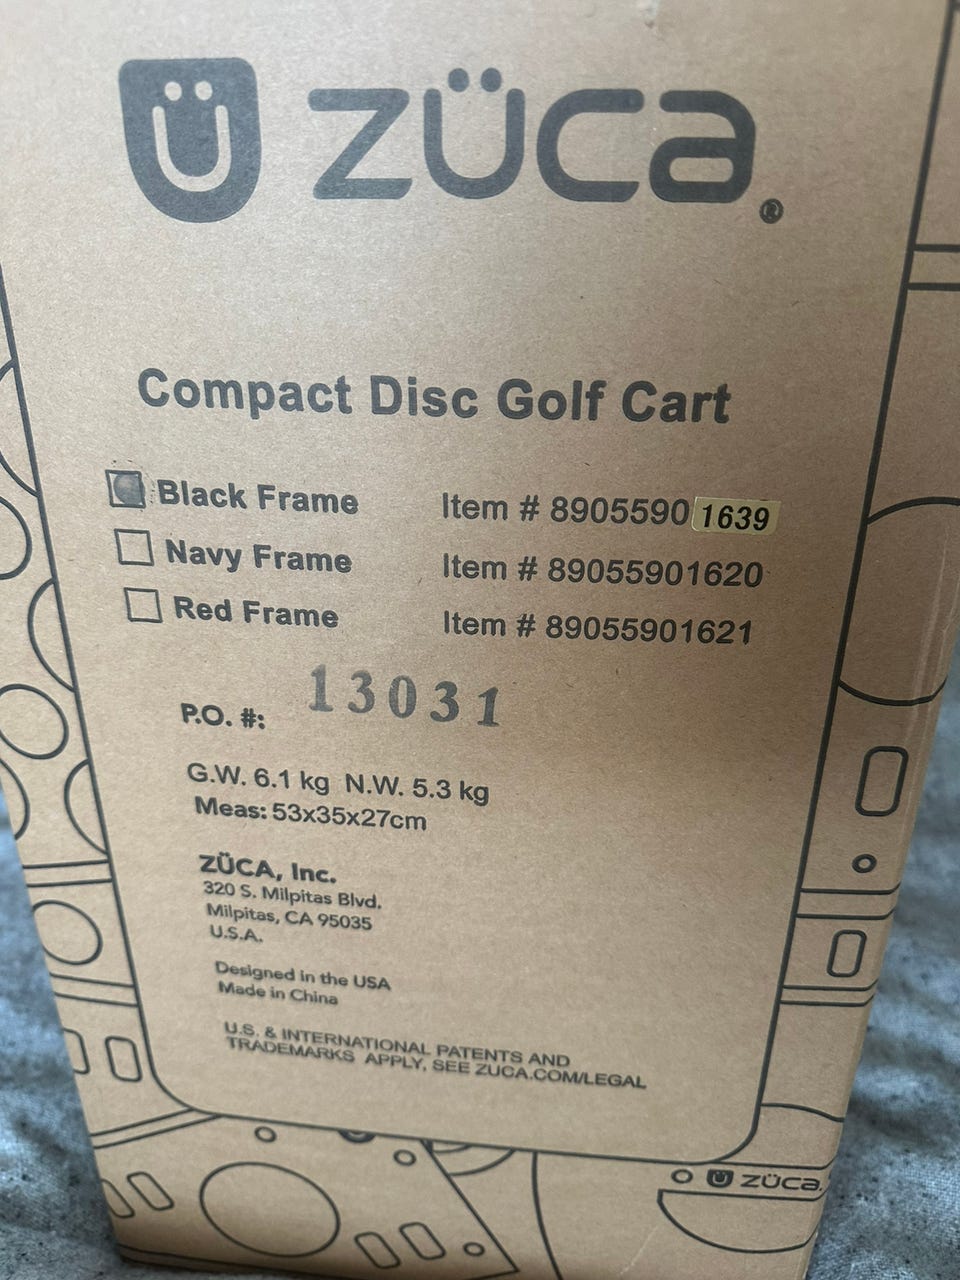 ZÜCA®
Compact Disc Golf Cart
Black Frame Item # 89055901639
Navy Frame Item # 89055901620
Red Frame Item # 89055901621
P.O. #: 13031
G.W. 6.1 kg N.W. 5.3 kg
Meas: 53x35x27cm
ZÜCA, Inc.
320 S. Milpitas Blvd.
Milpitas, CA 95035
U.S.A.
Designed in the USA
Made in China
U.S. & INTERNATIONAL PATENTS AND
TRADEMARKS APPLY, SEE ZUCA.COM/LEGAL
ZÜCA.